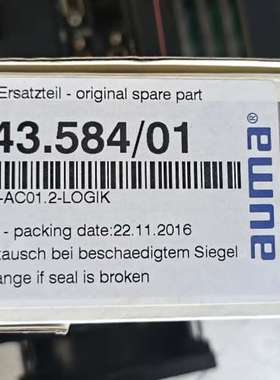 Ersatzteil - original spare part
43.584/01
-AC01.2-LOGIK
- packing date:22.11.2016
tausch bei beschaedigtem Siegel
ange if seal is broken
auma®